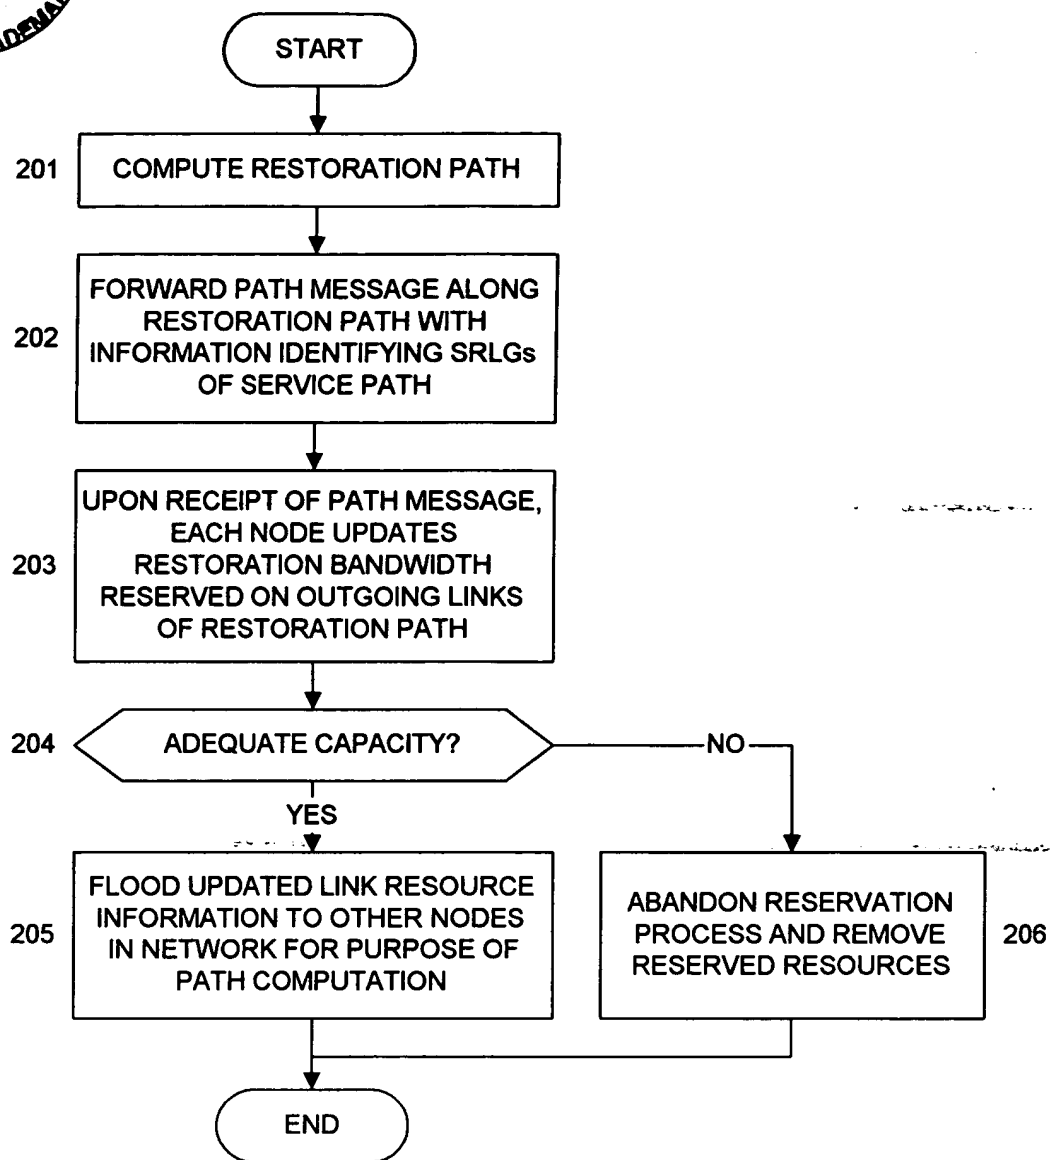 START
201
COMPUTE RESTORATION PATH
202
FORWARD PATH MESSAGE ALONG
RESTORATION PATH WITH
INFORMATION IDENTIFYING SRLGs
OF SERVICE PATH
203
UPON RECEIPT OF PATH MESSAGE,
EACH NODE UPDATES
RESTORATION BANDWIDTH
RESERVED ON OUTGOING LINKS
OF RESTORATION PATH
204
ADEQUATE CAPACITY?
NO
YES
205
FLOOD UPDATED LINK RESOURCE
INFORMATION TO OTHER NODES
IN NETWORK FOR PURPOSE OF
PATH COMPUTATION
ABANDON RESERVATION
PROCESS AND REMOVE
RESERVED RESOURCES
206
END